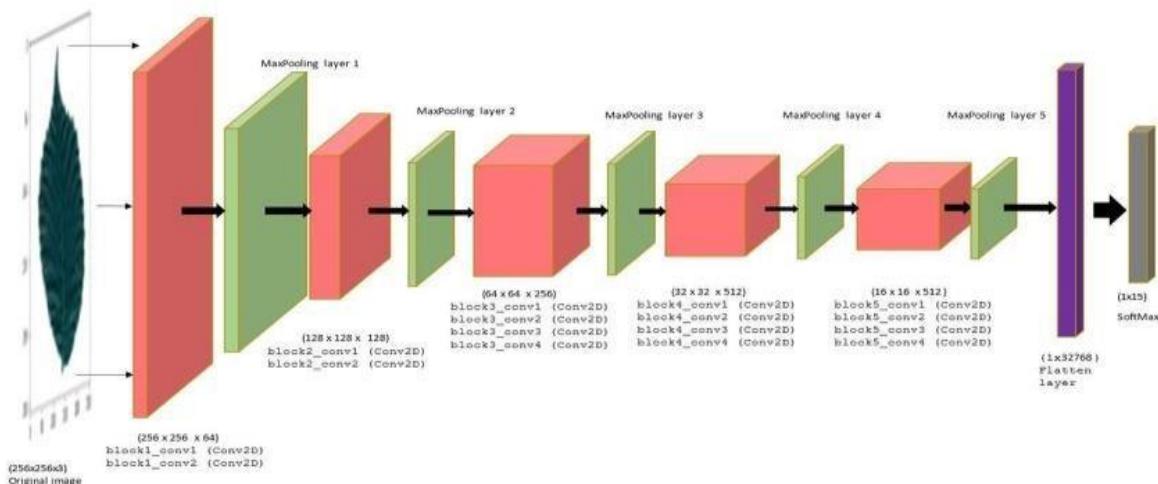 MaxPooling layer 1
MaxPooling layer 2
MaxPooling layer 3
MaxPooling layer 4
MaxPooling layer 5
(256x256x3)
Original image
(256 x 256 x 64)
block1_conv1 (Conv2D)
block1_conv2 (Conv2D)
(128 x 128 x 128)
block2_conv1 (Conv2D)
block2_conv2 (Conv2D)
(64 x 64 x 256)
block3_conv1 (Conv2D)
block3_conv2 (Conv2D)
block3_conv3 (Conv2D)
block3_conv4 (Conv2D)
(32 x 32 x 512)
block4_conv1 (Conv2D)
block4_conv2 (Conv2D)
block4_conv3 (Conv2D)
block4_conv4 (Conv2D)
(16 x 16 x 512)
block5_conv1 (Conv2D)
block5_conv2 (Conv2D)
block5_conv3 (Conv2D)
block5_conv4 (Conv2D)
(1x32768)
Flatten
layer
(1x15)
SoftMax